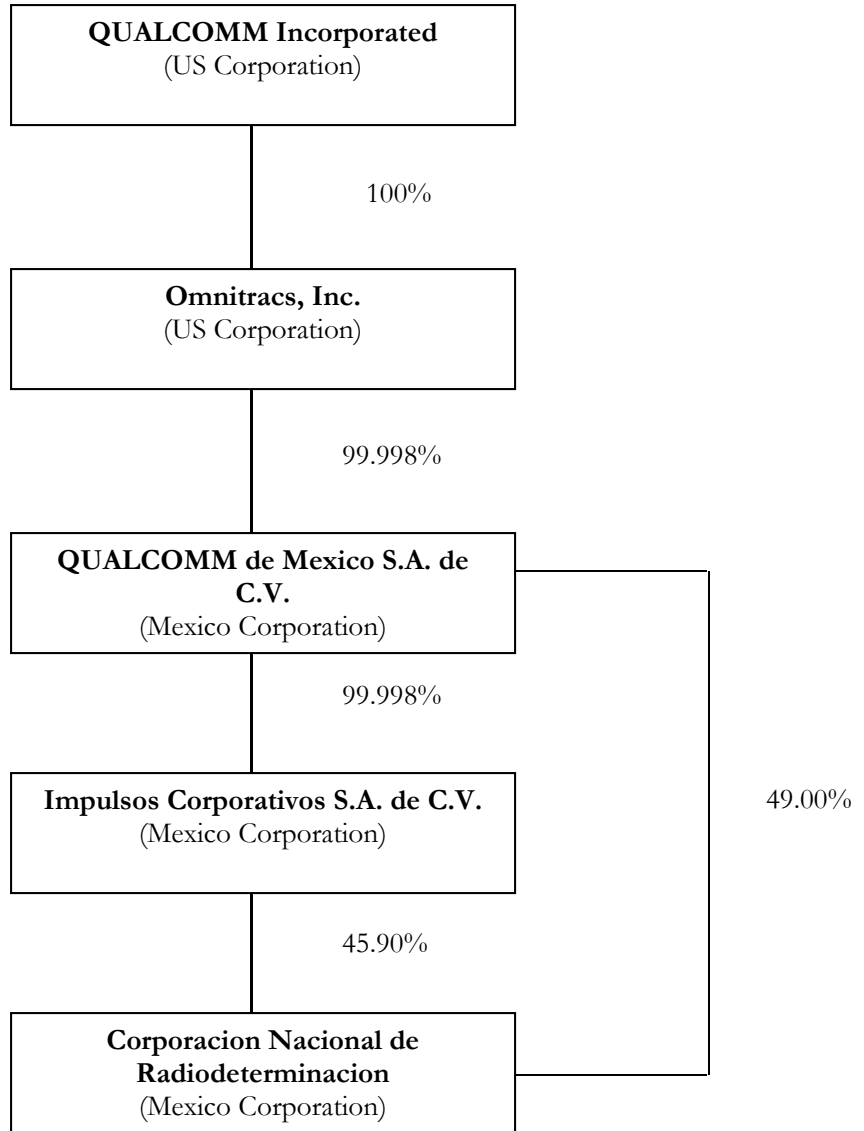 QUALCOMM Incorporated
(US Corporation)
100%
Omnitracs, Inc.
(US Corporation)
99.998%
QUALCOMM de Mexico S.A. de
C.V.
(Mexico Corporation)
99.998%
Impulsos Corporativos S.A. de C.V.
(Mexico Corporation)
49.00%
45.90%
Corporacion Nacional de
Radiodeterminacion
(Mexico Corporation)